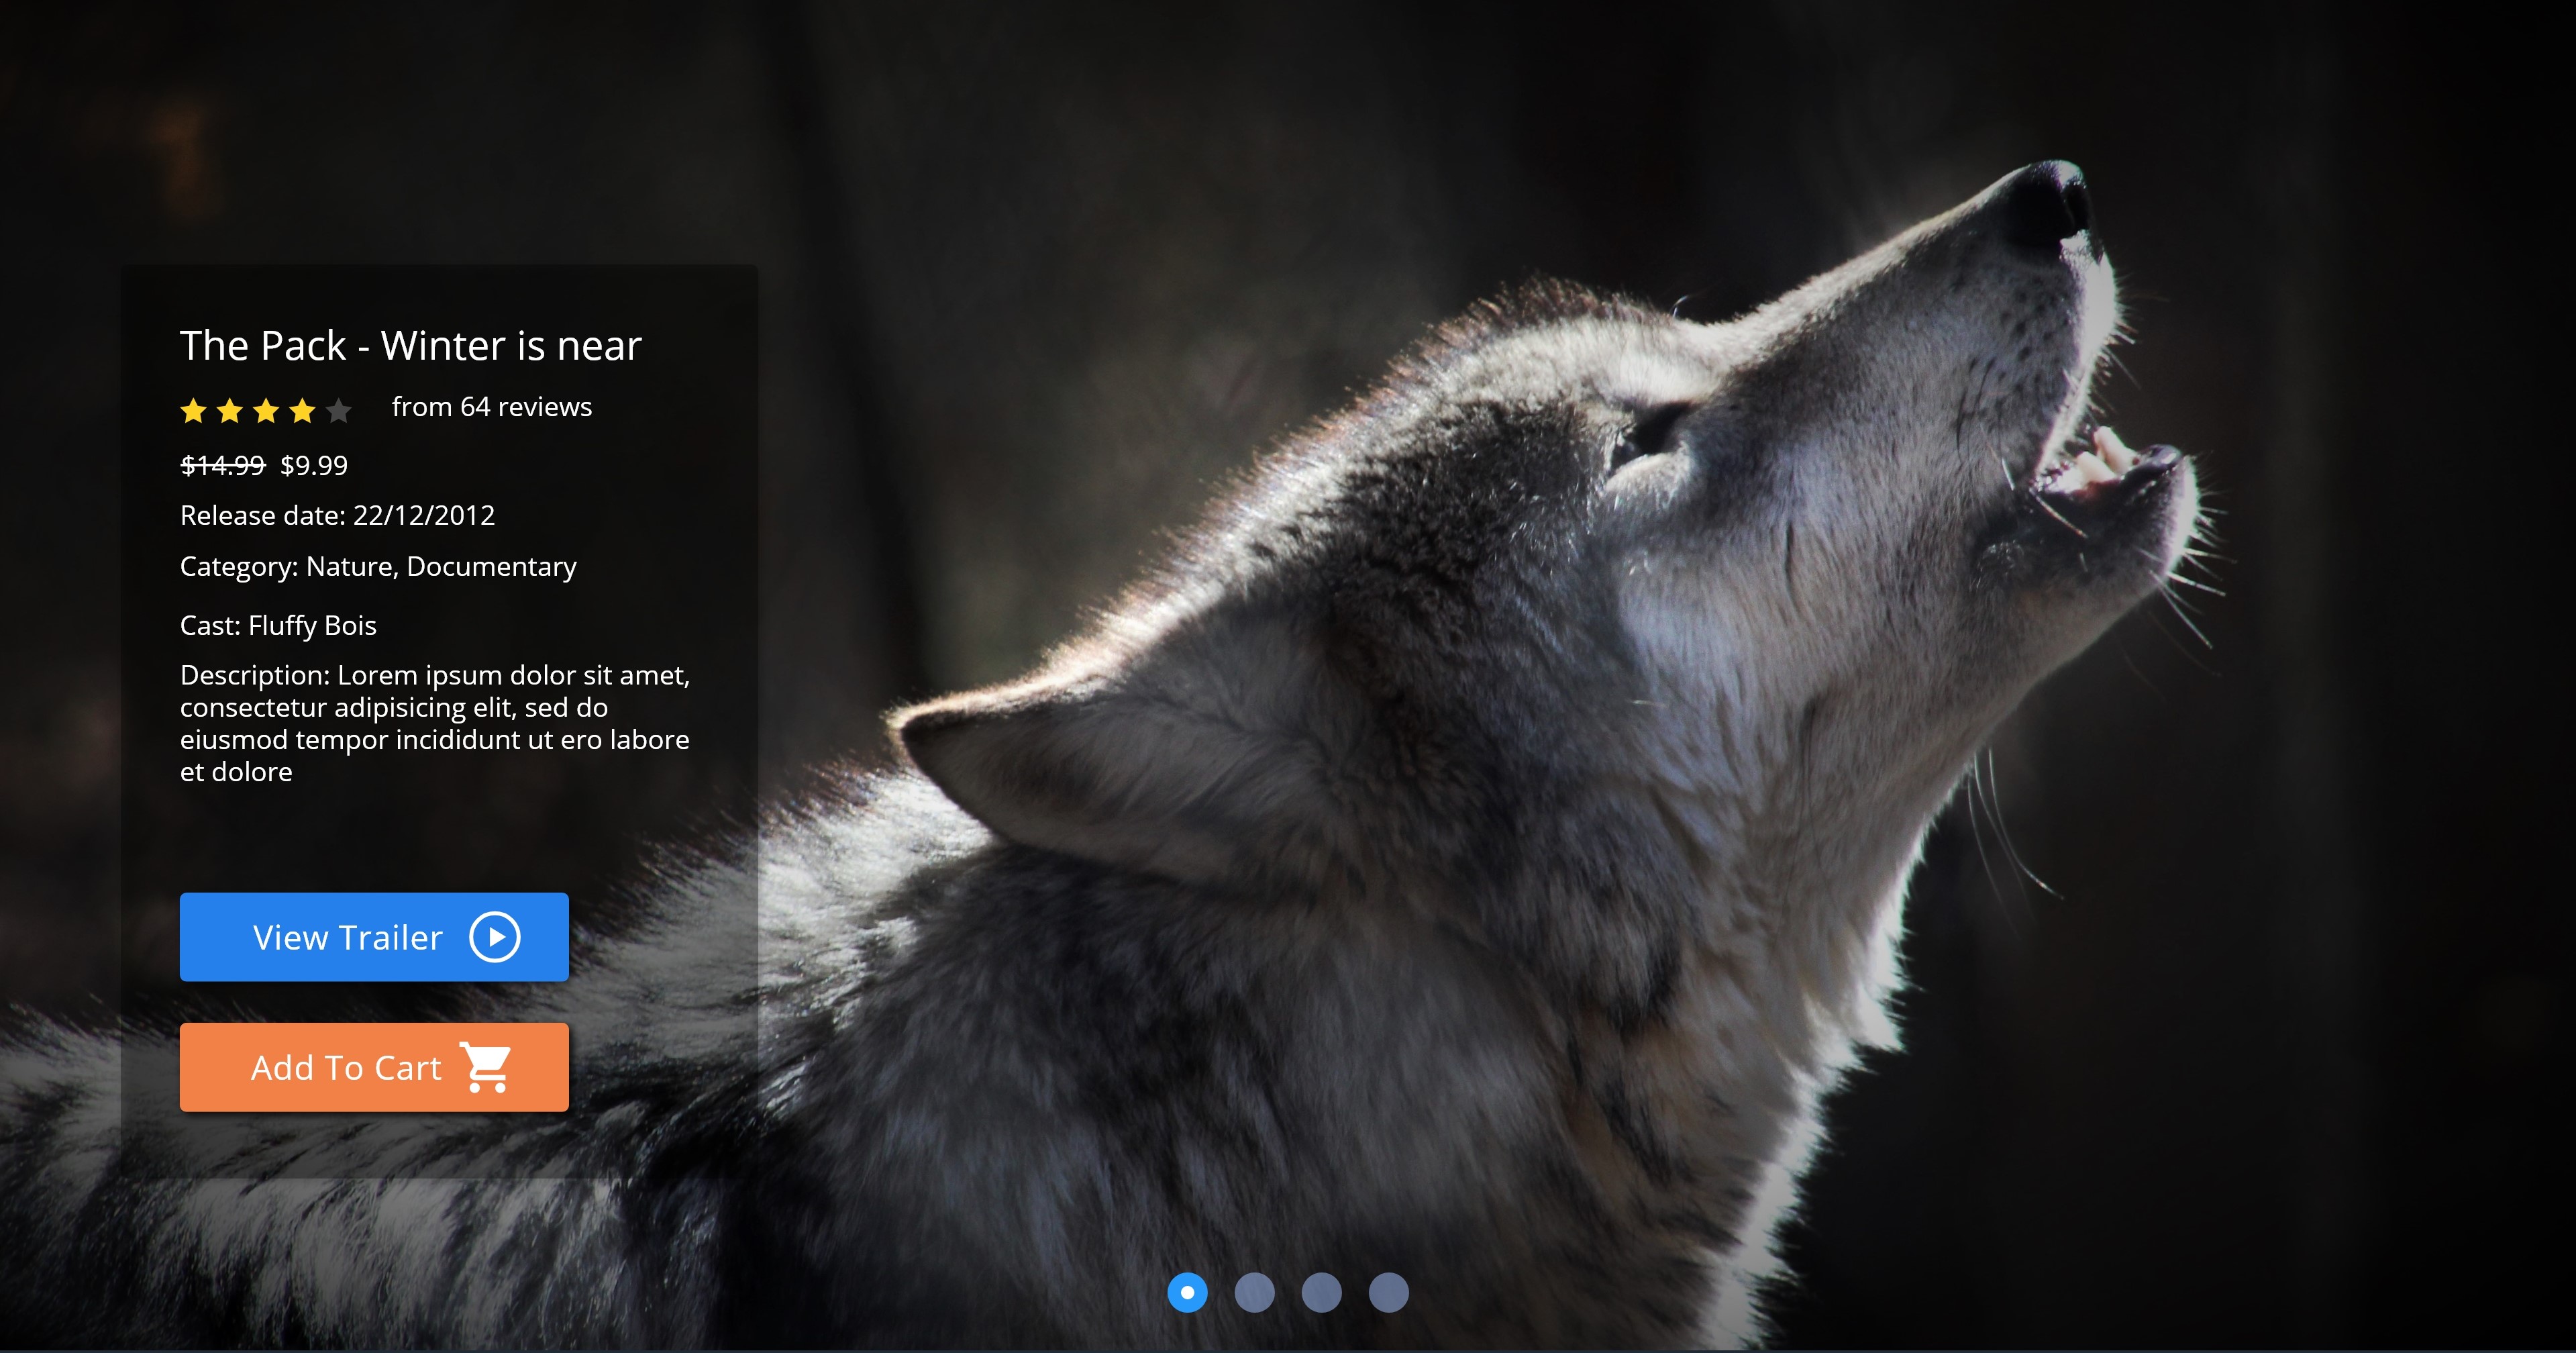 The Pack - Winter is near
from 64 reviews
$14.99 $9.99
Release date: 22/12/2012
Category: Nature, Documentary
Cast: Fluffy Bois
Description: Lorem ipsum dolor sit amet,
consectetur adipisicing elit, sed do
eiusmod tempor incididunt ut ero labore
et dolore
View Trailer
Add To Cart